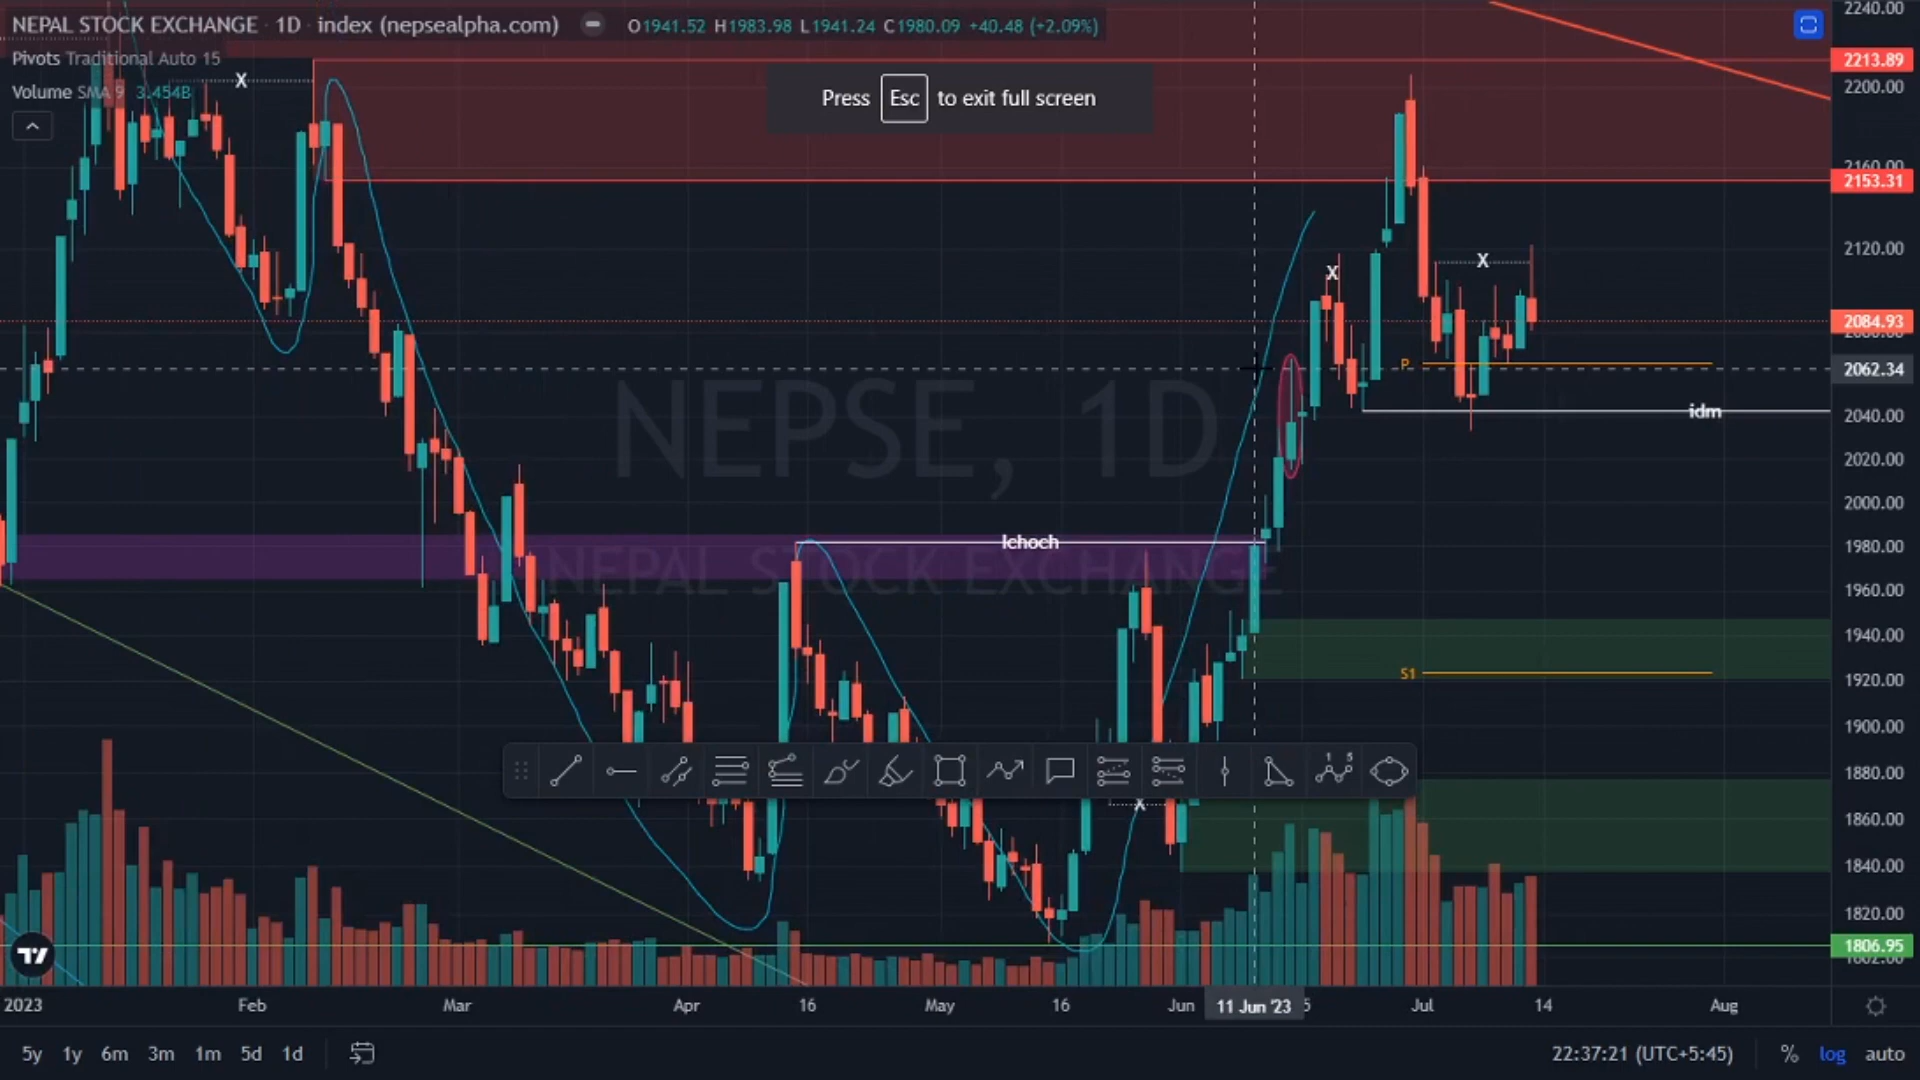 NEPAL STOCK EXCHANGE · 1D · index (nepsealpha.com) O1941.52 H1983.98 L1941.24 C1980.09 +40.48 (+2.09%)
Pivots Traditional Auto 15
Volume SMA 9 3.454B
Press Esc to exit full screen
2240.00
2213.89
2200.00
2160.00
2153.31
2120.00
2084.93
2062.34
2040.00
2020.00
2000.00
1980.00
1960.00
1940.00
1920.00
1900.00
1880.00
1860.00
1840.00
1820.00
1806.95
X
X
X
P
idm
NEPSE, 1D
lchoch
NEPAL STOCK EXCHANGE
S1
X
2023 Feb Mar Apr 16 May 16 Jun 11 Jun '23 Jul 14 Aug
5y 1y 6m 3m 1m 5d 1d 22:37:21 (UTC+5:45) % log auto